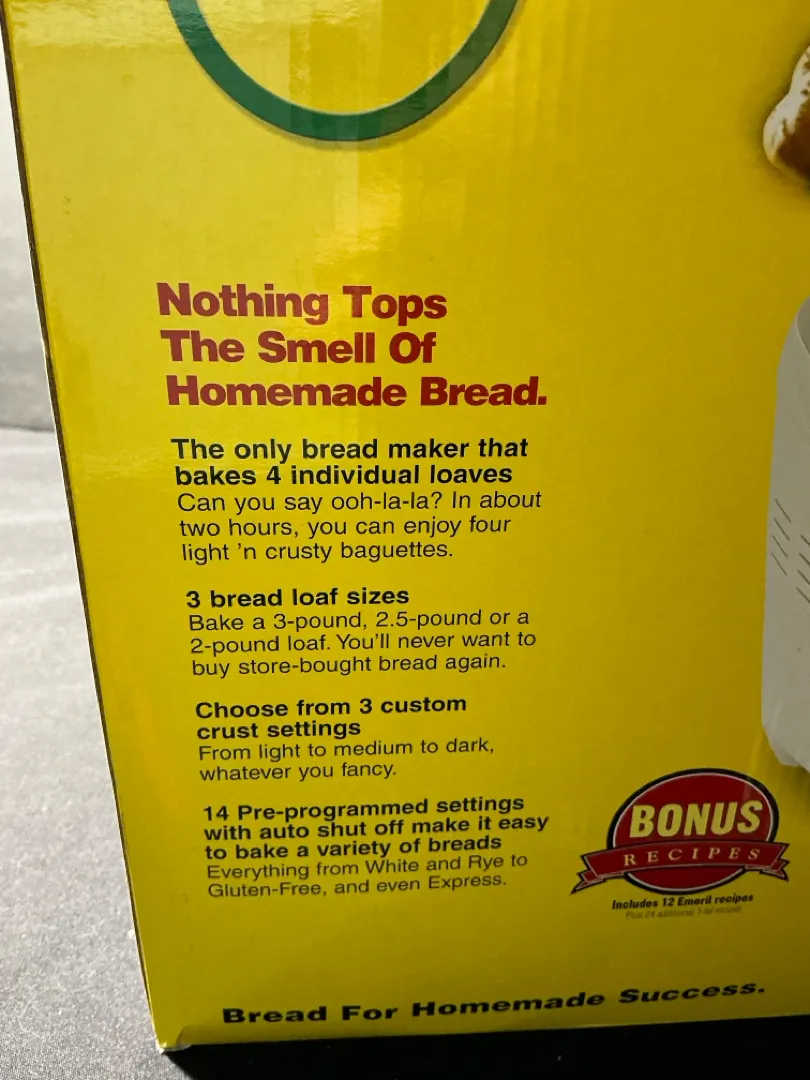 Nothing Tops
The Smell Of
Homemade Bread.
The only bread maker that
bakes 4 individual loaves
Can you say ooh-la-la? In about
two hours, you can enjoy four
light 'n crusty baguettes.
3 bread loaf sizes
Bake a 3-pound, 2.5-pound or a
2-pound loaf. You'll never want to
buy store-bought bread again.
Choose from 3 custom
crust settings
From light to medium to dark,
whatever you fancy.
14 Pre-programmed settings
with auto shut off make it easy
to bake a variety of breads
Everything from White and Rye to
Gluten-Free, and even Express.
BONUS
RECIPES
Includes 12 Emeril recipes
Plus 24 additional T-fal recipes
Bread For Homemade Success.